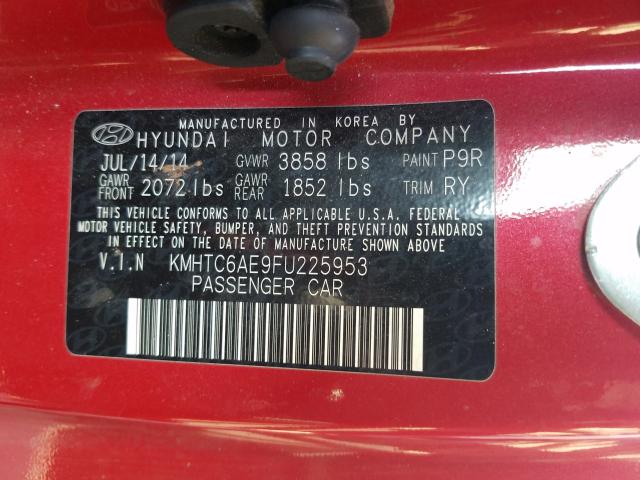 MANUFACTURED IN KOREA BY
HYUNDAI MOTOR COMPANY
JUL/14/14 GVWR 3858 lbs PAINT P9R
GAWR FRONT 2072 lbs GAWR REAR 1852 lbs TRIM RY
THIS VEHICLE CONFORMS TO ALL APPLICABLE U.S.A. FEDERAL
MOTOR VEHICLE SAFETY, BUMPER, AND THEFT PREVENTION STANDARDS
IN EFFECT ON THE DATE OF MANUFACTURE SHOWN ABOVE
V.I.N KMHTC6AE9FU225953
PASSENGER CAR